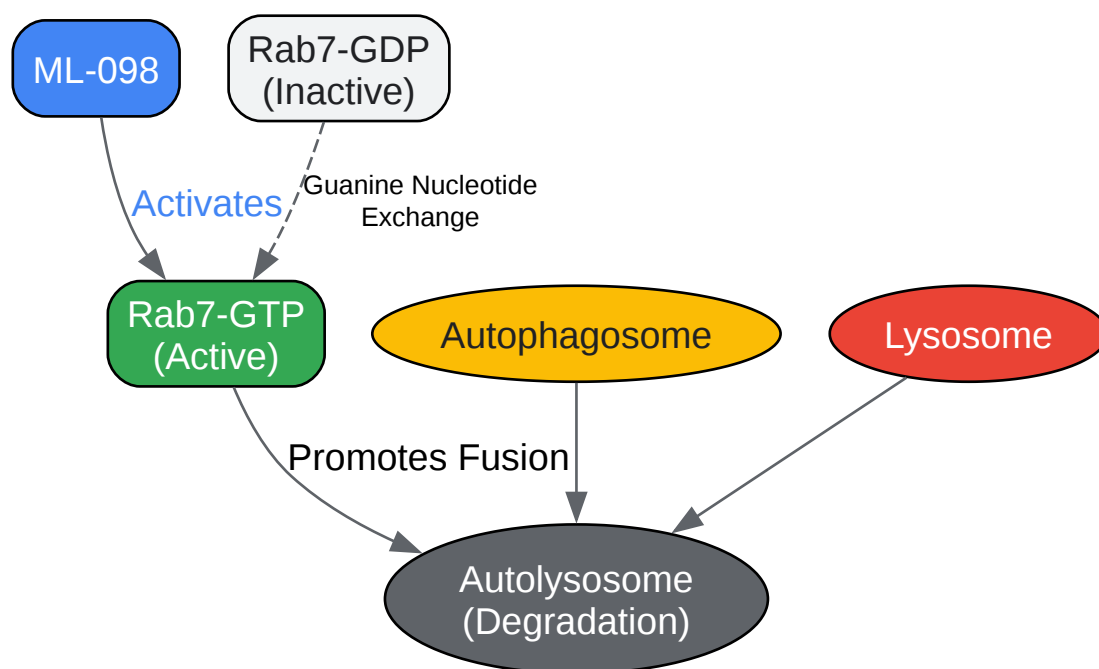 ML-098
Rab7-GDP
(Inactive)
Activates
Guanine Nucleotide
Exchange
Rab7-GTP
(Active)
Autophagosome
Lysosome
Promotes Fusion
Autolysosome
(Degradation)